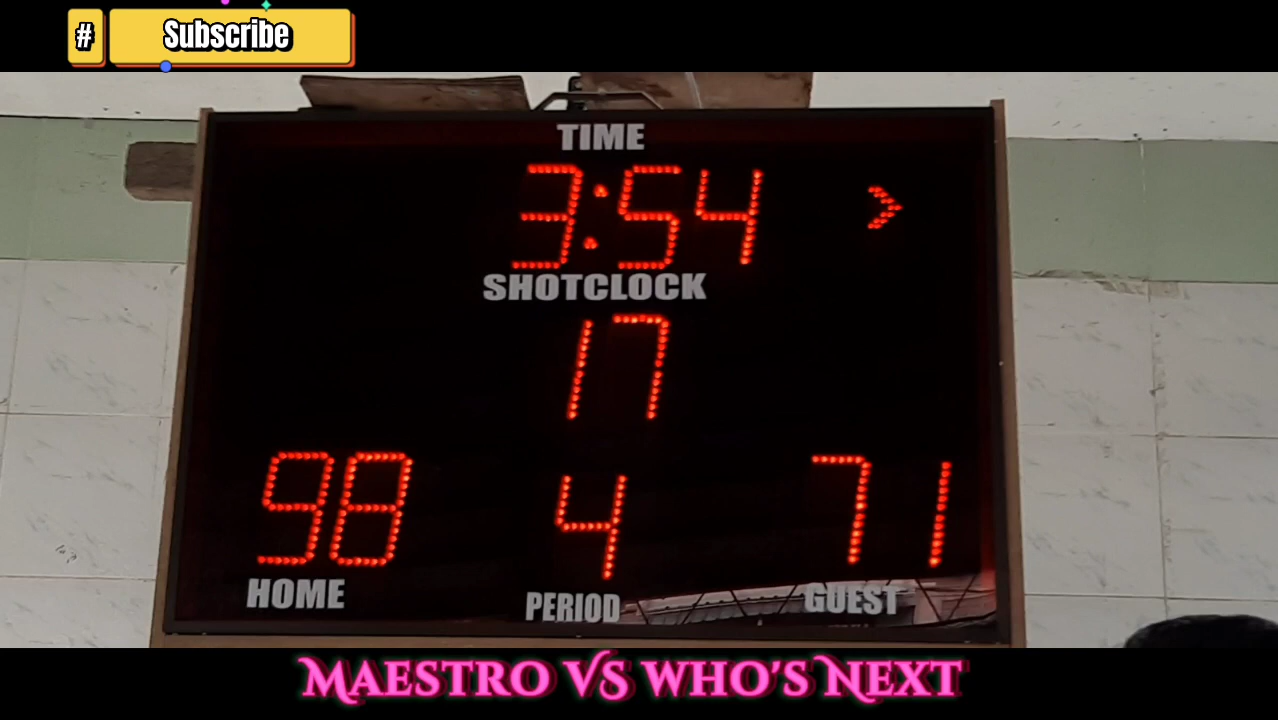 # Subscribe
TIME
3:54 >
SHOTCLOCK
17
98 4 71
HOME PERIOD GUEST
MAESTRO VS WHO'S NEXT